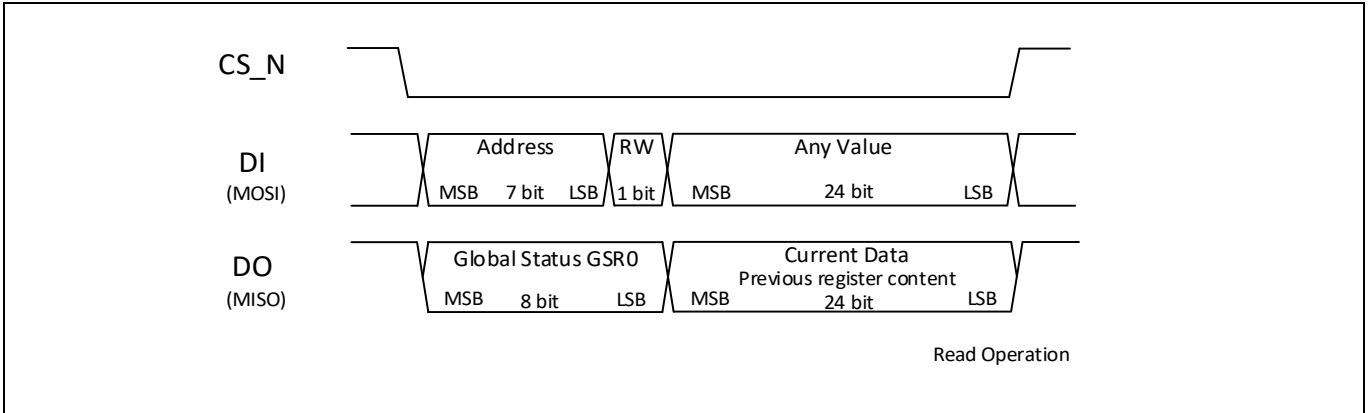 CS_N
DI
(MOSI)
Address
RW
Any Value
MSB 7 bit LSB
1 bit
MSB 24 bit LSB
DO
(MISO)
Global Status GSR0
Current Data
Previous register content
MSB 8 bit LSB
MSB 24 bit LSB
Read Operation